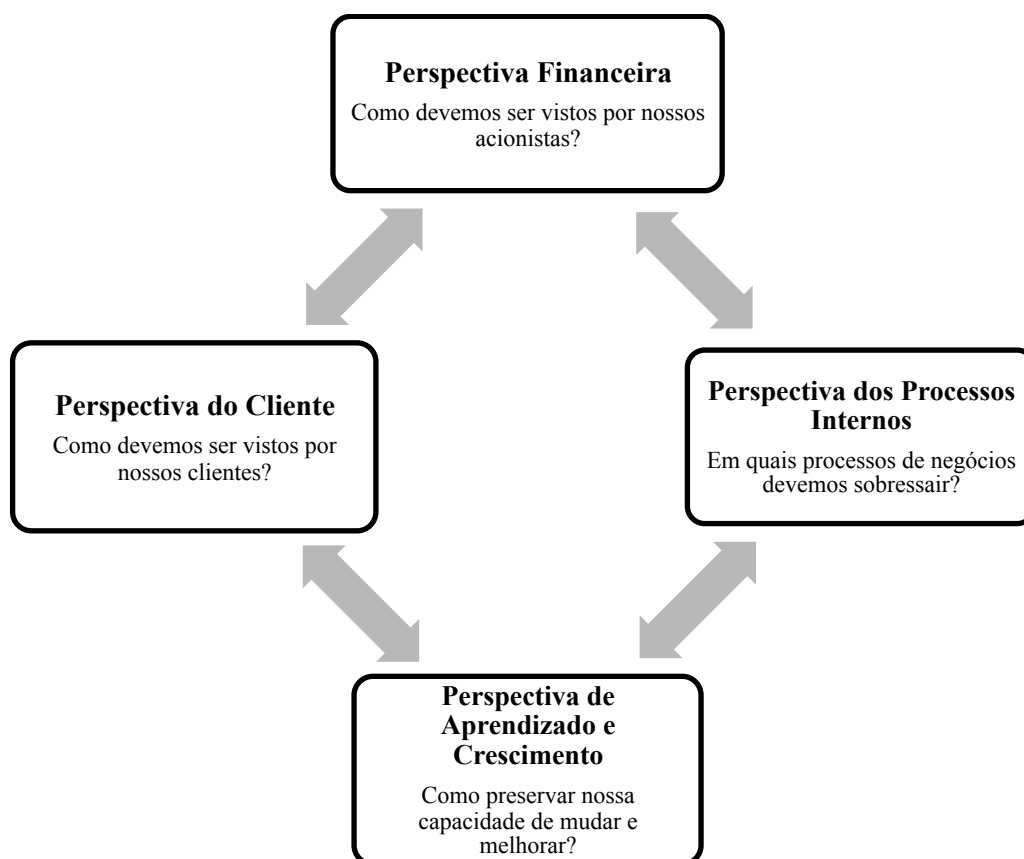 Perspectiva Financeira
Como devemos ser vistos por nossos
acionistas?
Perspectiva do Cliente
Como devemos ser vistos por
nossos clientes?
Perspectiva dos Processos
Internos
Em quais processos de negócios
devemos sobressair?
Perspectiva de
Aprendizado e
Crescimento
Como preservar nossa
capacidade de mudar e
melhorar?